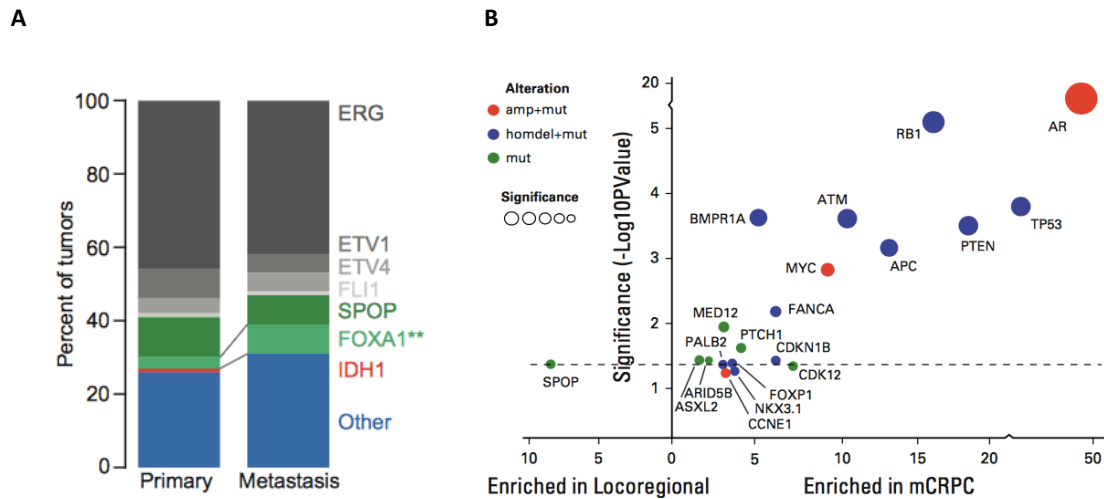 A
B
100
80
60
40
20
0
Percent of tumors
ERG
ETV1
ETV4
FLI1
SPOP
FOXA1**
IDH1
Other
Primary
Metastasis
Alteration
amp+mut
homdel+mut
mut
Significance
Significance (-Log10PValue)
20
5
4
3
2
1
AR
RB1
TP53
BMPR1A
ATM
PTEN
APC
MYC
FANCA
MED12
PTCH1
PALB2
CDKN1B
SPOP
CDK12
ARID5B
FOXP1
ASXL2
NKX3.1
CCNE1
10 5 0 5 10 15 20 50
Enriched in Locoregional
Enriched in mCRPC